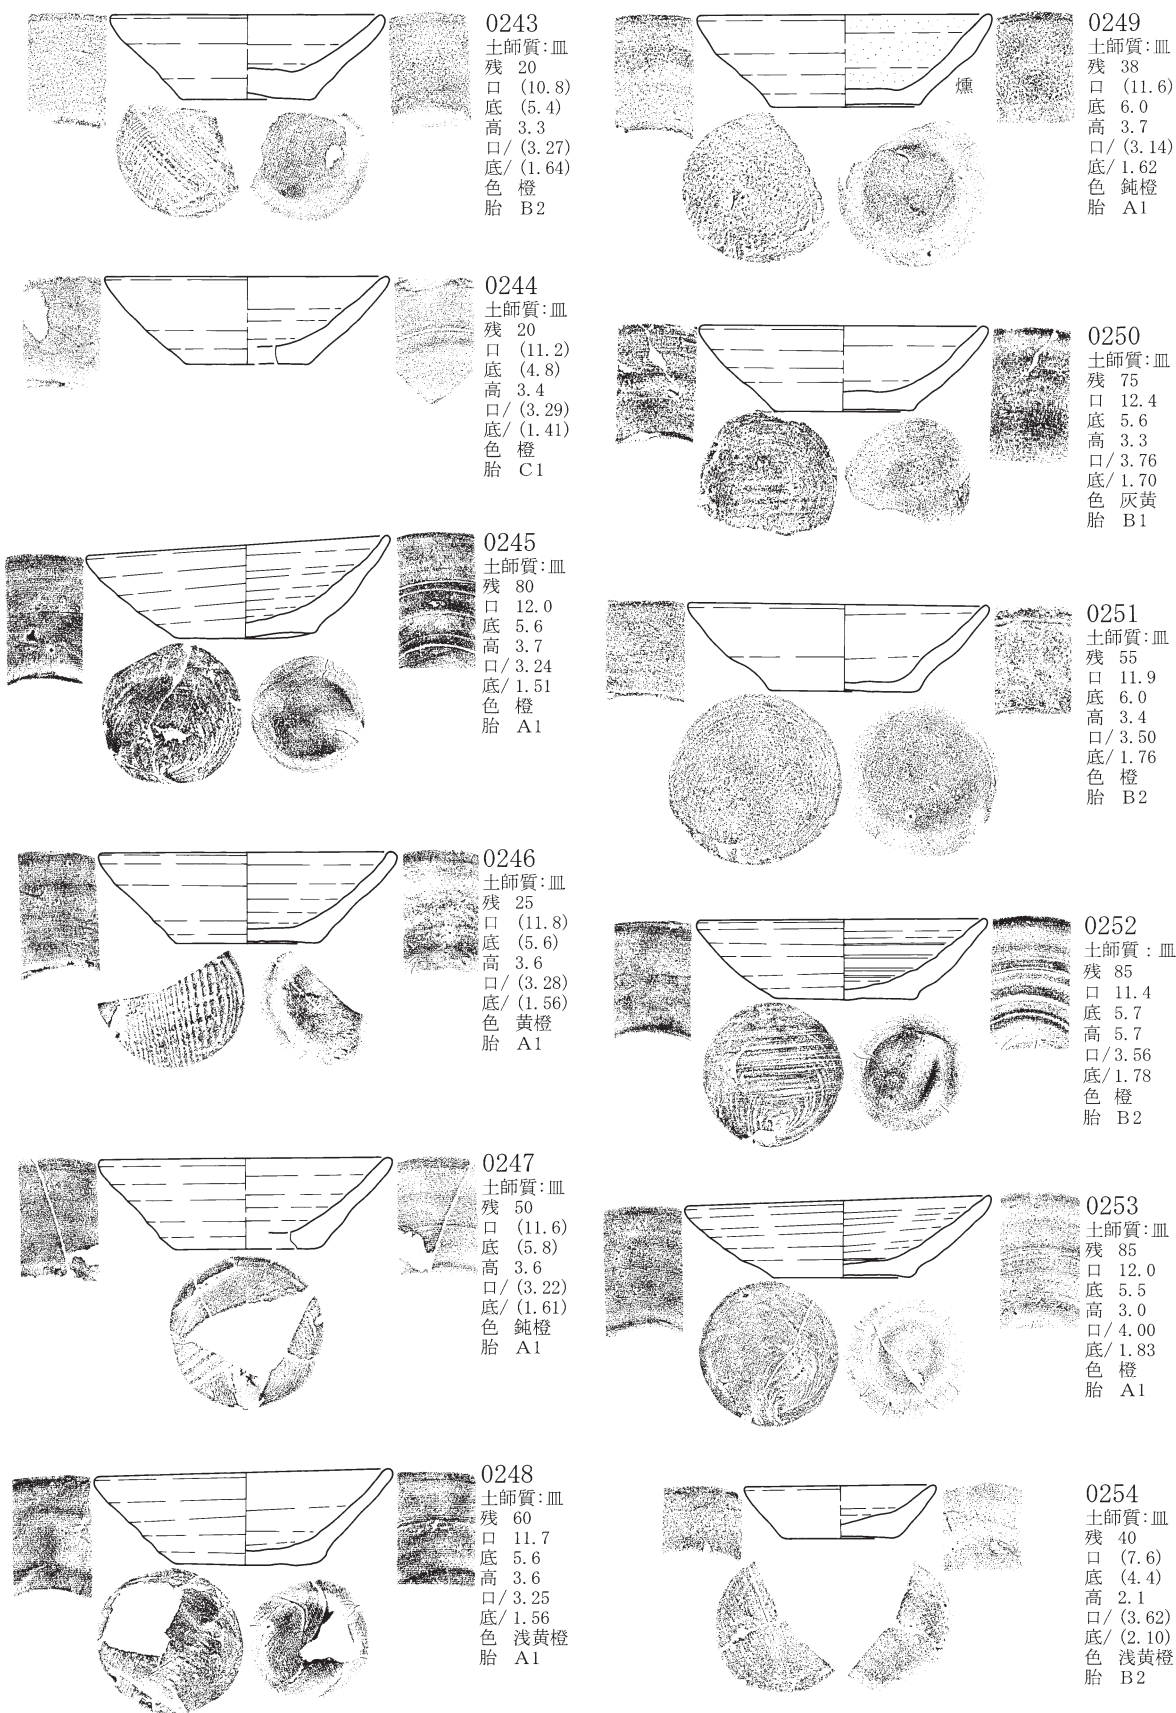 0243
土師質:皿
残 20
口 (10.8)
底 (5.4)
高 3.3
口/ (3.27)
底/ (1.64)
色 橙
胎 B2
0244
土師質:皿
残 20
口 (11.2)
底 (4.8)
高 3.4
口/ (3.29)
底/ (1.41)
色 橙
胎 C1
0245
土師質:皿
残 80
口 12.0
底 5.6
高 3.7
口/ 3.24
底/ 1.51
色 橙
胎 A1
0246
土師質:皿
残 25
口 (11.8)
底 (5.6)
高 3.6
口/ (3.28)
底/ (1.56)
色 黄橙
胎 A1
0247
土師質:皿
残 50
口 (11.6)
底 (5.8)
高 3.6
口/ (3.22)
底/ (1.61)
色 鈍橙
胎 A1
0248
土師質:皿
残 60
口 11.7
底 5.6
高 3.6
口/ 3.25
底/ 1.56
色 浅黄橙
胎 A1
燻
0249
土師質:皿
残 38
口 (11.6)
底 6.0
高 3.7
口/ (3.14)
底/ 1.62
色 鈍橙
胎 A1
0250
土師質:皿
残 75
口 12.4
底 5.6
高 3.3
口/ 3.76
底/ 1.70
色 灰黄
胎 B1
0251
土師質:皿
残 55
口 11.9
底 6.0
高 3.4
口/ 3.50
底/ 1.76
色 橙
胎 B2
0252
土師質:皿
残 85
口 11.4
底 5.7
高 5.7
口/ 3.56
底/ 1.78
色 橙
胎 B2
0253
土師質:皿
残 85
口 12.0
底 5.5
高 3.0
口/ 4.00
底/ 1.83
色 橙
胎 A1
0254
土師質:皿
残 40
口 (7.6)
底 (4.4)
高 2.1
口/ (3.62)
底/ (2.10)
色 浅黄橙
胎 B2